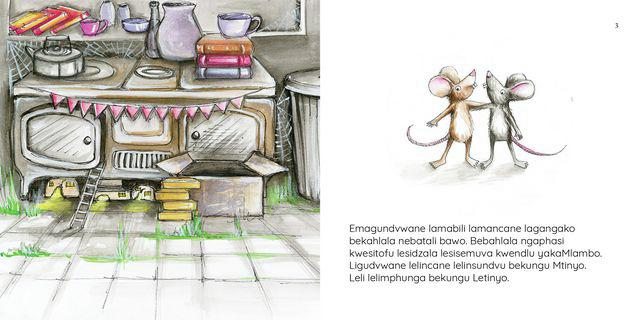 3
Emagundvwane lamabili lamancane lagangako
bekahlala nebatali bawo. Bebahlala ngaphasi
kwesitofu lesidzala lesisemuva kwendlu yakaMlambo.
Ligudvwane lelincane lelinsundvu bekungu Mtinyo.
Leli lelimphunga bekungu Letinyo.